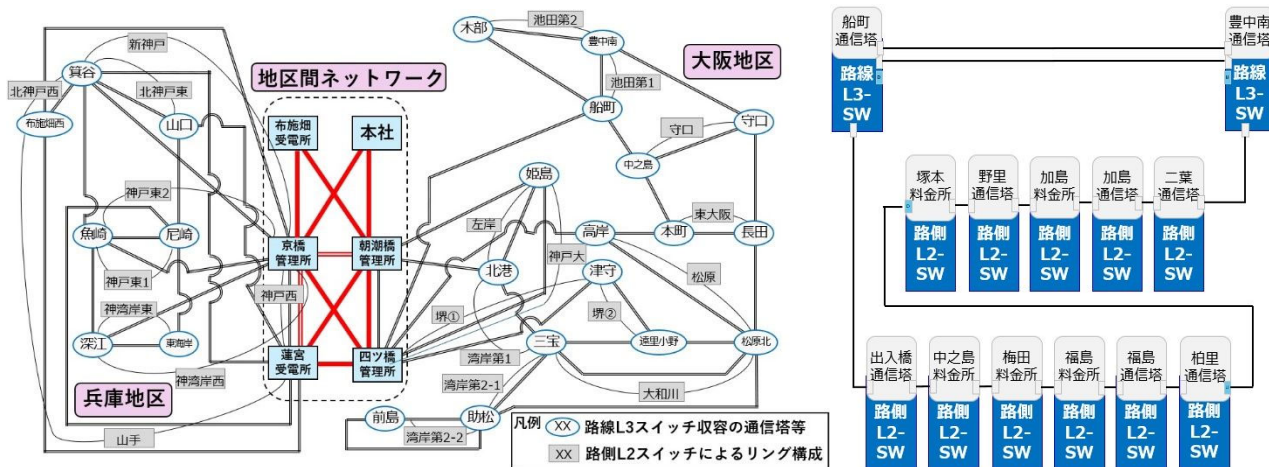 新神戸
箕谷
北神戸西
北神戸東
布施畑西
山口
神戸東2
魚崎
尼崎
神戸東1
神湾岸東
深江
東海岸
神湾岸西
兵庫地区
山手
地区間ネットワーク
布施畑
受電所
本社
京橋
管理所
朝潮橋
管理所
神戸西
蓮宮
受電所
四ツ橋
管理所
木部
池田第2
豊中南
大阪地区
池田第1
船町
守口
守口
中之島
姫島
左岸
高岸
本町
東大阪
長田
北港
神戸大
津守
松原
堺①
堺②
三宝
遠里小野
松原北
湾岸第1
湾岸第2-1
大和川
前島
助松
湾岸第2-2
凡例
XX
路線L3スイッチ収容の通信塔等
XX
路側L2スイッチによるリング構成
船町
通信塔
路線
L3-
SW
豊中南
通信塔
路線
L3-
SW
塚本
料金所
路側
L2-
SW
野里
通信塔
路側
L2-
SW
加島
料金所
路側
L2-
SW
加島
通信塔
路側
L2-
SW
二葉
通信塔
路側
L2-
SW
出入橋
通信塔
路側
L2-
SW
中之島
料金所
路側
L2-
SW
梅田
料金所
路側
L2-
SW
福島
料金所
路側
L2-
SW
福島
通信塔
路側
L2-
SW
柏里
通信塔
路側
L2-
SW